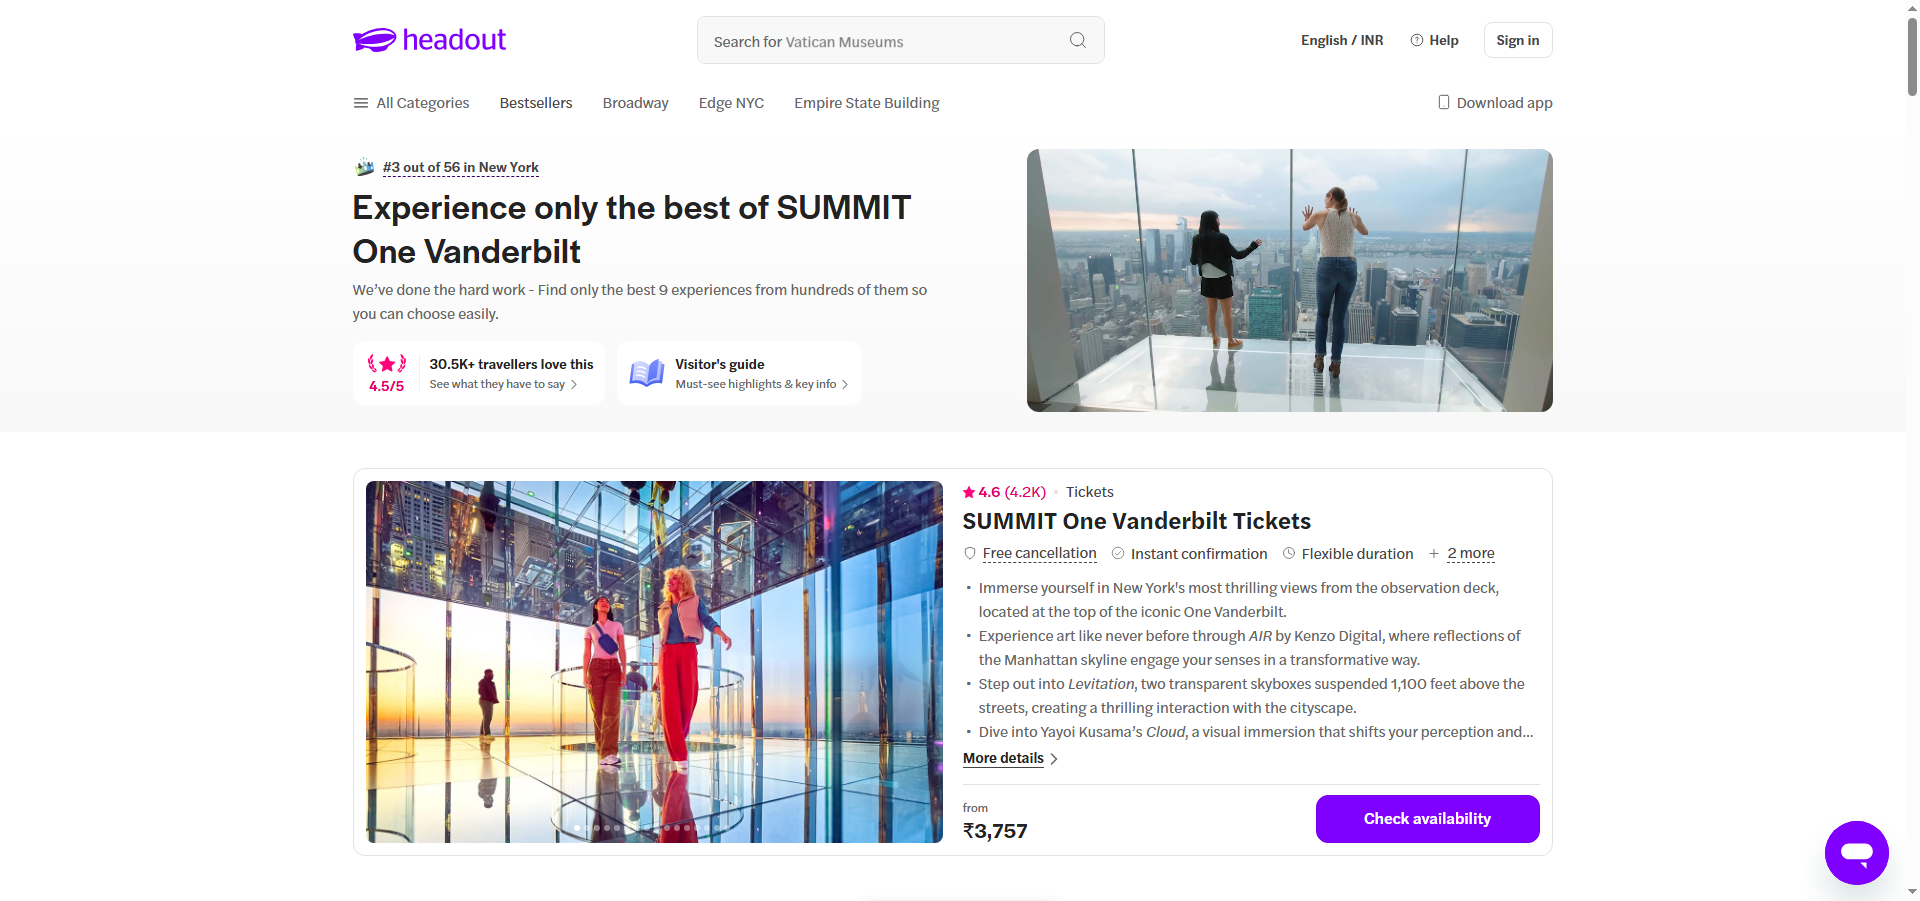 headout
Search for Vatican Museums
English / INR
Help
Sign in
All Categories
Bestsellers
Broadway
Edge NYC
Empire State Building
Download app
#3 out of 56 in New York
Experience only the best of SUMMIT
One Vanderbilt
We've done the hard work - Find only the best 9 experiences from hundreds of them so
you can choose easily.
4.5/5
30.5K+ travellers love this
See what they have to say
Visitor's guide
Must-see highlights & key info
4.6 (4.2K)
Tickets
SUMMIT One Vanderbilt Tickets
Free cancellation
Instant confirmation
Flexible duration
+ 2 more
Immerse yourself in New York's most thrilling views from the observation deck,
located at the top of the iconic One Vanderbilt.
Experience art like never before through AIR by Kenzo Digital, where reflections of
the Manhattan skyline engage your senses in a transformative way.
Step out into Levitation, two transparent skyboxes suspended 1,100 feet above the
streets, creating a thrilling interaction with the cityscape.
Dive into Yayoi Kusama's Cloud, a visual immersion that shifts your perception and...
More details
from
₹3,757
Check availability